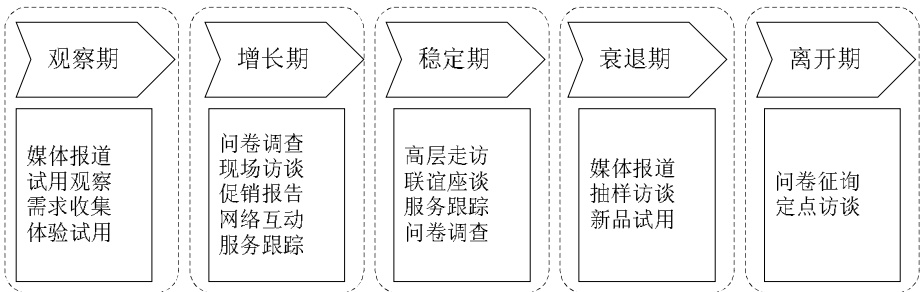 观察期
媒体报道
试用观察
需求收集
体验试用
增长期
问卷调查
现场访谈
促销报告
网络互动
服务跟踪
稳定期
高层走访
联谊座谈
服务跟踪
问卷调查
衰退期
媒体报道
抽样访谈
新品试用
离开期
问卷征询
定点访谈